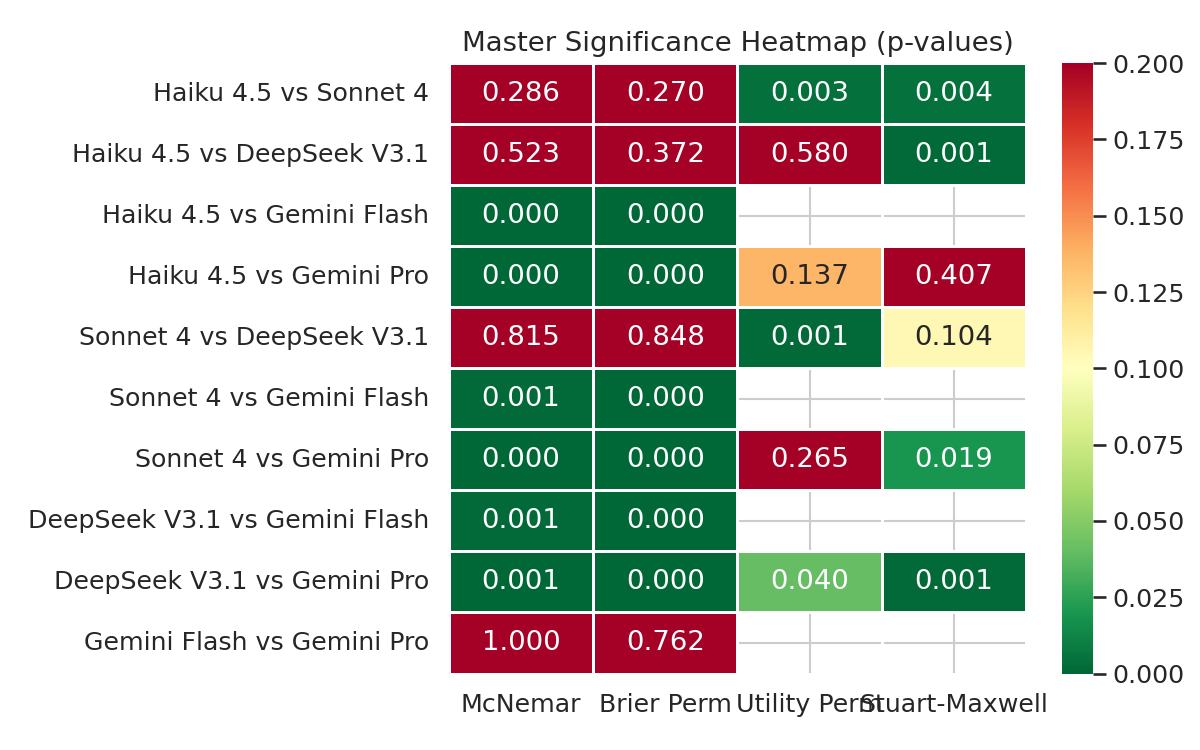 Master Significance Heatmap (p-values)
Haiku 4.5 vs Sonnet 4 0.286 0.270 0.003 0.004
Haiku 4.5 vs DeepSeek V3.1 0.523 0.372 0.580 0.001
Haiku 4.5 vs Gemini Flash 0.000 0.000
Haiku 4.5 vs Gemini Pro 0.000 0.000 0.137 0.407
Sonnet 4 vs DeepSeek V3.1 0.815 0.848 0.001 0.104
Sonnet 4 vs Gemini Flash 0.001 0.000
Sonnet 4 vs Gemini Pro 0.000 0.000 0.265 0.019
DeepSeek V3.1 vs Gemini Flash 0.001 0.000
DeepSeek V3.1 vs Gemini Pro 0.001 0.000 0.040 0.001
Gemini Flash vs Gemini Pro 1.000 0.762
McNemar Brier Perm Utility Perm Stuart-Maxwell
0.200
0.175
0.150
0.125
0.100
0.075
0.050
0.025
0.000